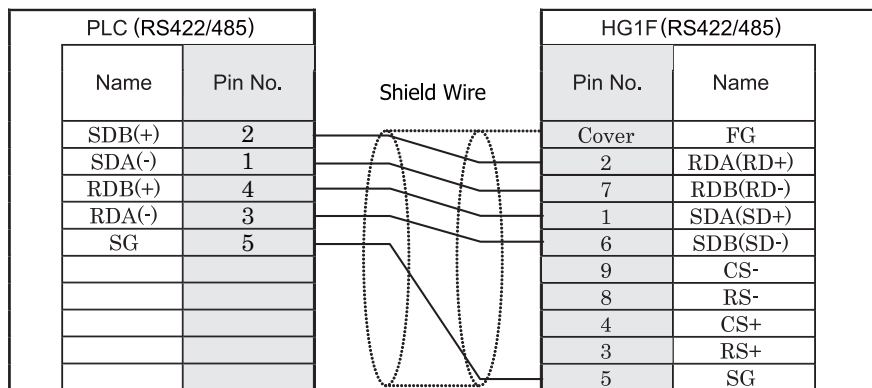 PLC (RS422/485) HG1F(RS422/485)
Name Pin No. Shield Wire Pin No. Name
SDB(+) 2 Cover FG
SDA(-) 1 2 RDA(RD+)
RDB(+) 4 7 RDB(RD-)
RDA(-) 3 1 SDA(SD+)
SG 5 6 SDB(SD-)
9 CS-
8 RS-
4 CS+
3 RS+
5 SG